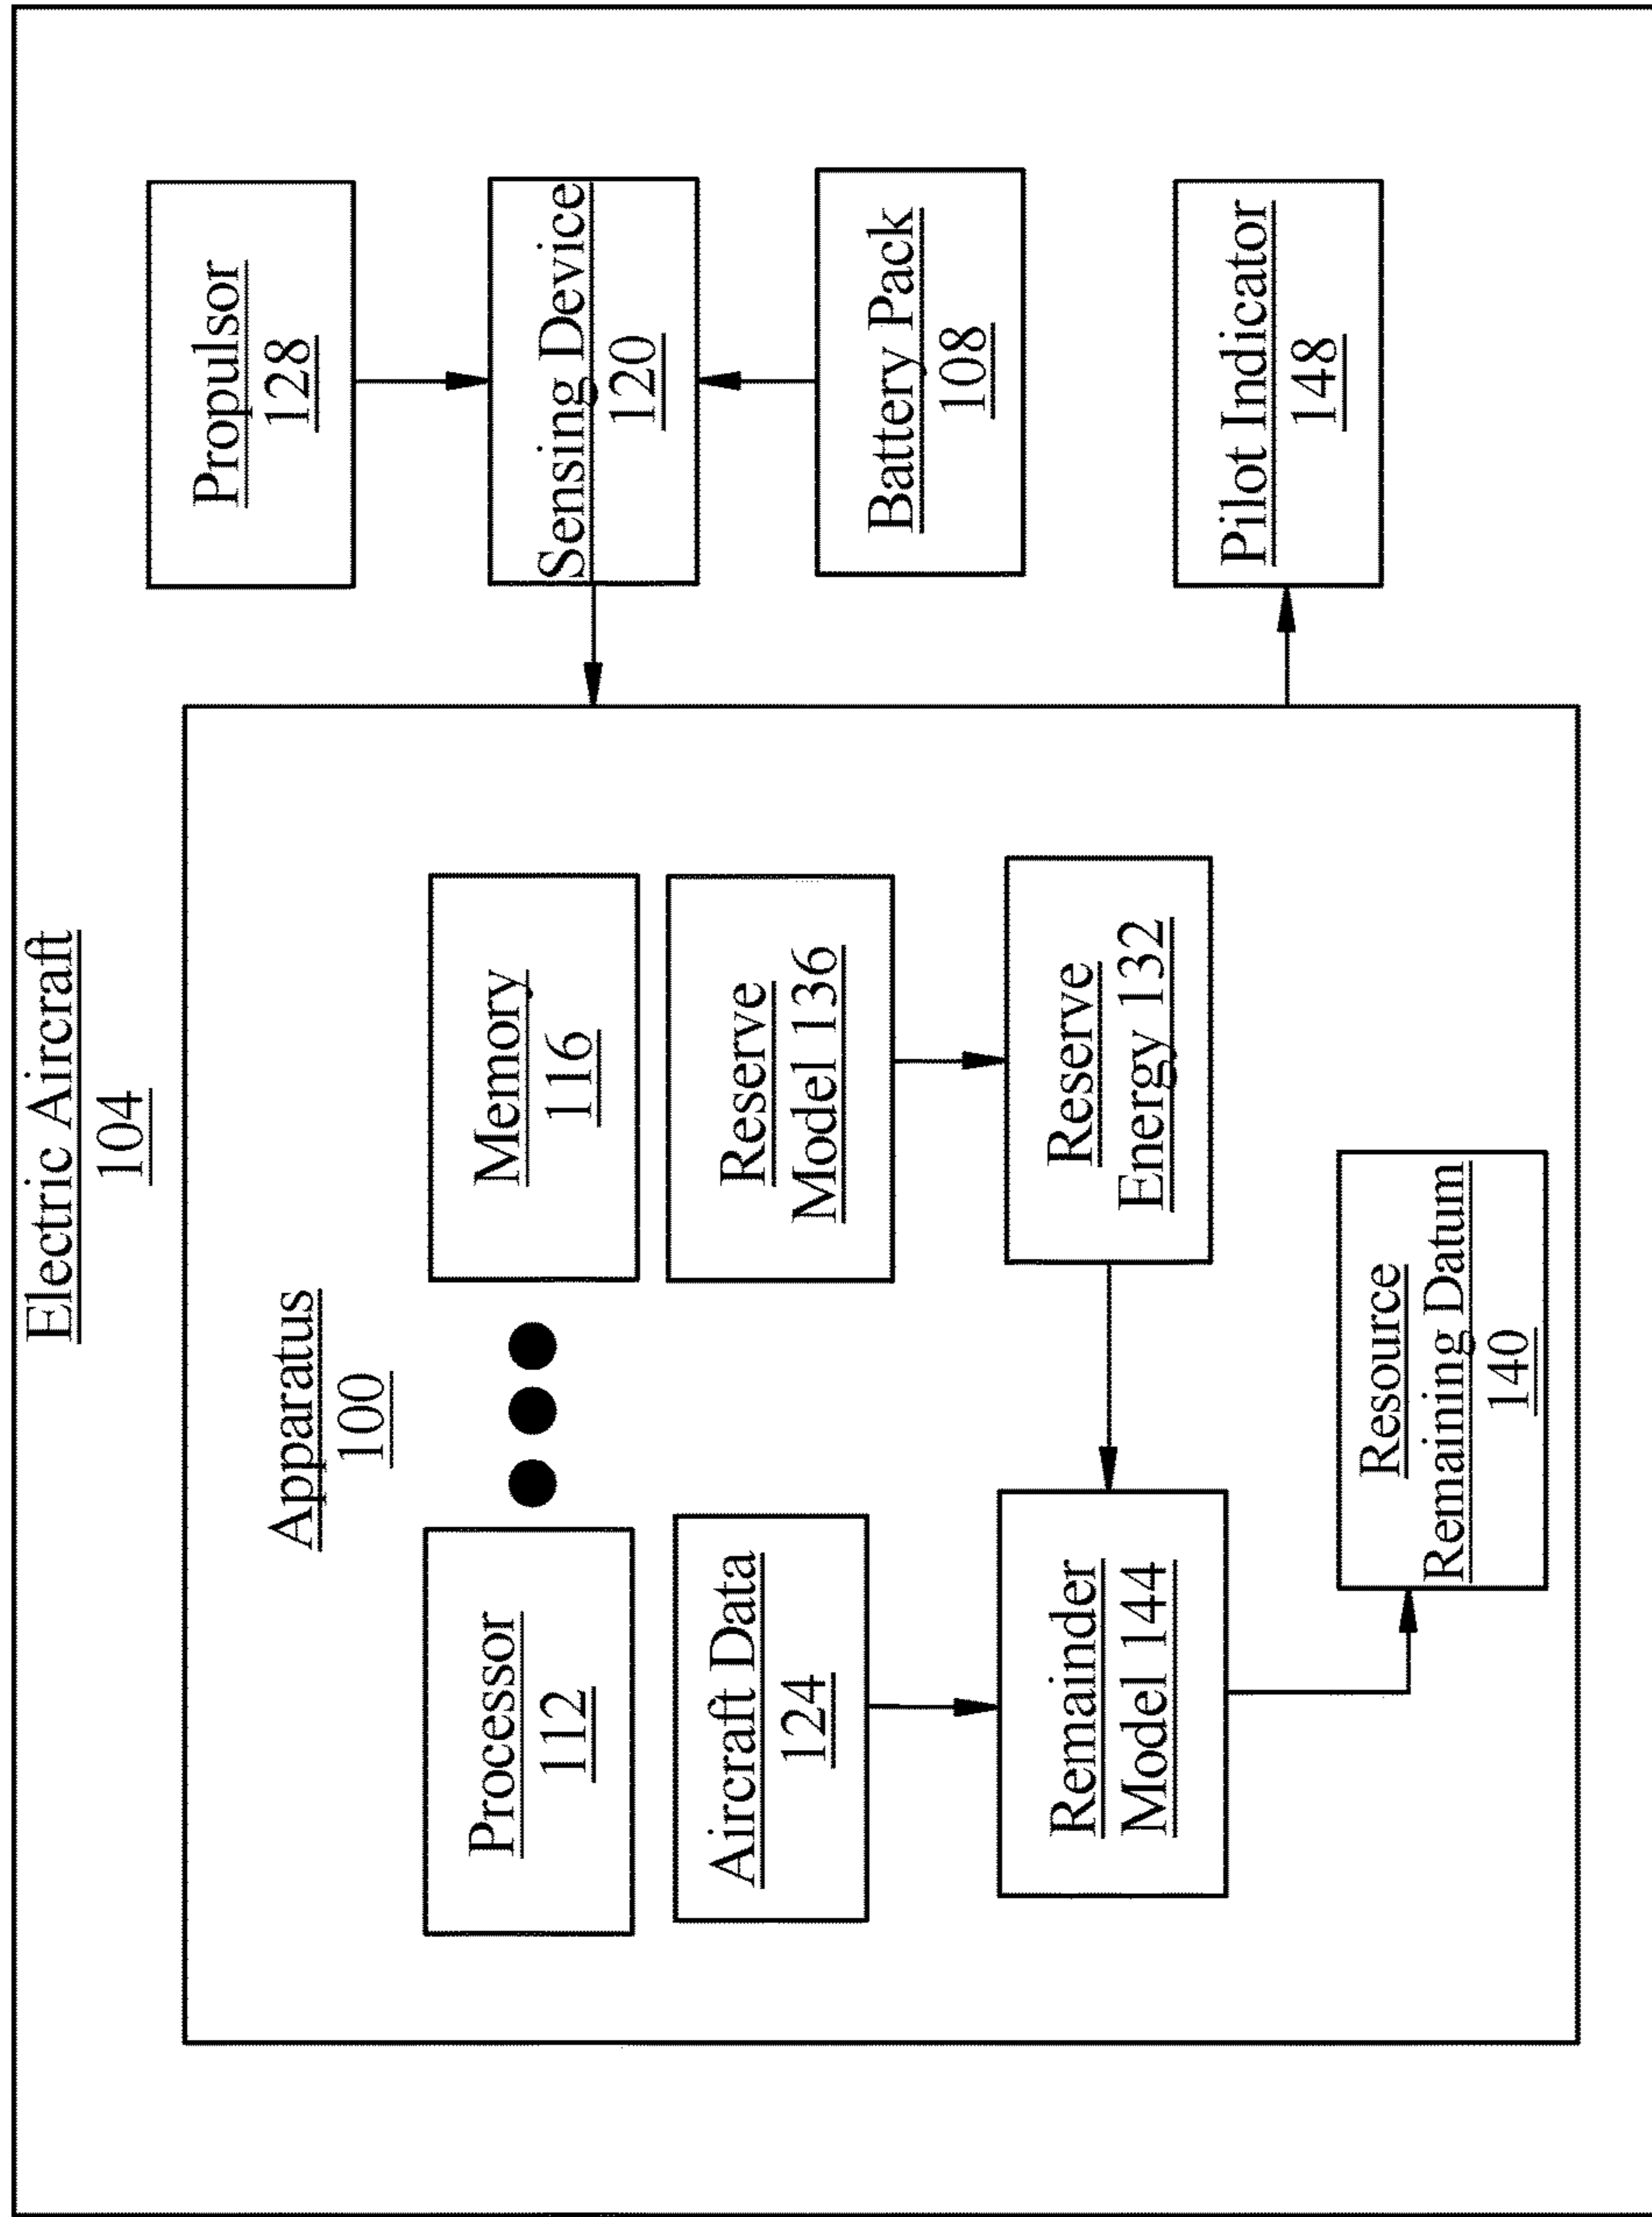 Electric Aircraft
104
Apparatus
100
Processor
112
Memory
116
Aircraft Data
124
Reserve
Model 136
Remainder
Model 144
Reserve
Energy 132
Resource
Remaining Datum
140
Propulsor
128
Sensing Device
120
Battery Pack
108
Pilot Indicator
148